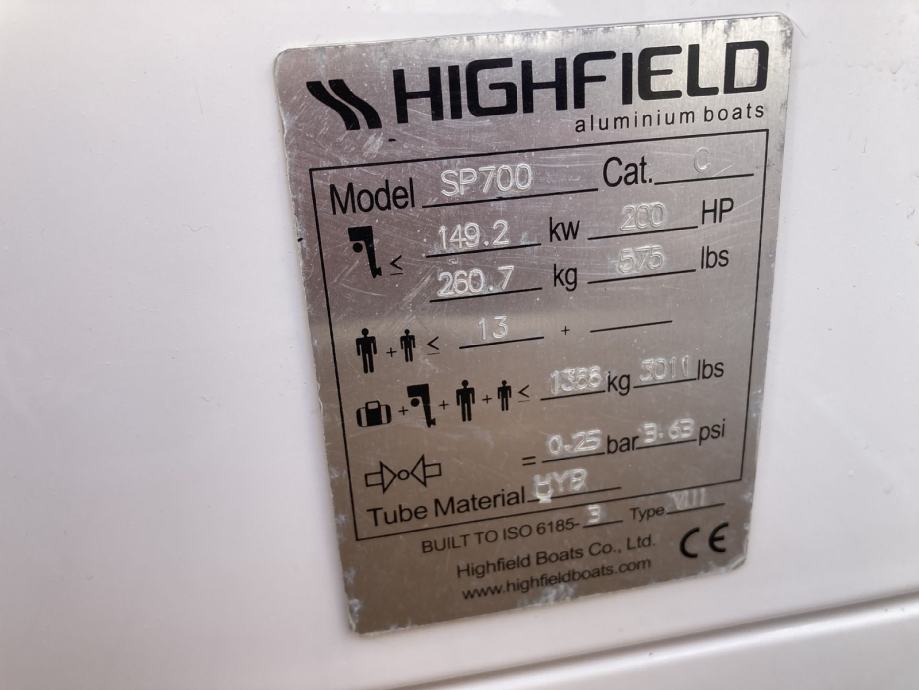 HIGHFIELD
aluminium boats
Model SP700 Cat. C
≤ 149.2 kw 200 HP
260.7 kg 575 lbs
+ ≤ 13 +
+ + + ≤ kg 3011 lbs
= 0.25 bar 3.63 psi
Tube Material HYP
BUILT TO ISO 6185-3 Type VIII
Highfield Boats Co., Ltd. CE
www.highfieldboats.com